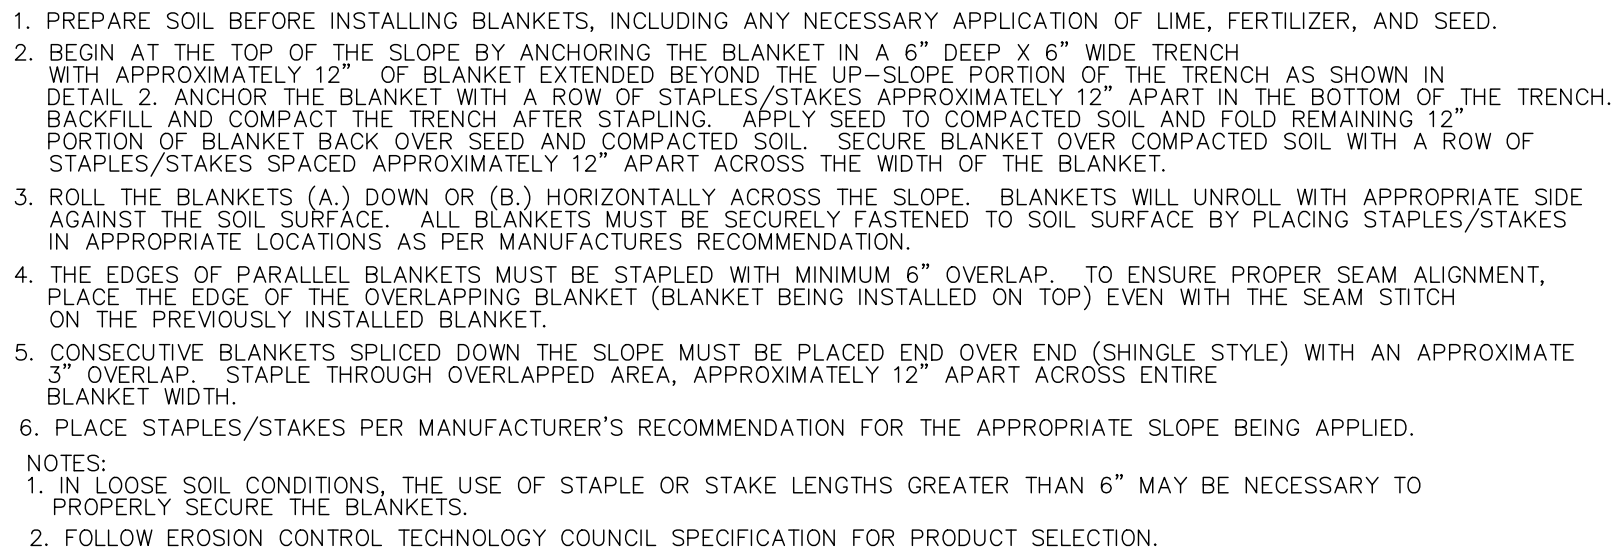 1. PREPARE SOIL BEFORE INSTALLING BLANKETS, INCLUDING ANY NECESSARY APPLICATION OF LIME, FERTILIZER, AND SEED.
2. BEGIN AT THE TOP OF THE SLOPE BY ANCHORING THE BLANKET IN A 6” DEEP X 6” WIDE TRENCH
WITH APPROXIMATELY 12” OF BLANKET EXTENDED BEYOND THE UP–SLOPE PORTION OF THE TRENCH AS SHOWN IN
DETAIL 2. ANCHOR THE BLANKET WITH A ROW OF STAPLES/STAKES APPROXIMATELY 12” APART IN THE BOTTOM OF THE TRENCH.
BACKFILL AND COMPACT THE TRENCH AFTER STAPLING. APPLY SEED TO COMPACTED SOIL AND FOLD REMAINING 12”
PORTION OF BLANKET BACK OVER SEED AND COMPACTED SOIL. SECURE BLANKET OVER COMPACTED SOIL WITH A ROW OF
STAPLES/STAKES SPACED APPROXIMATELY 12” APART ACROSS THE WIDTH OF THE BLANKET.
3. ROLL THE BLANKETS (A.) DOWN OR (B.) HORIZONTALLY ACROSS THE SLOPE. BLANKETS WILL UNROLL WITH APPROPRIATE SIDE
AGAINST THE SOIL SURFACE. ALL BLANKETS MUST BE SECURELY FASTENED TO SOIL SURFACE BY PLACING STAPLES/STAKES
IN APPROPRIATE LOCATIONS AS PER MANUFACTURES RECOMMENDATION.
4. THE EDGES OF PARALLEL BLANKETS MUST BE STAPLED WITH MINIMUM 6” OVERLAP. TO ENSURE PROPER SEAM ALIGNMENT,
PLACE THE EDGE OF THE OVERLAPPING BLANKET (BLANKET BEING INSTALLED ON TOP) EVEN WITH THE SEAM STITCH
ON THE PREVIOUSLY INSTALLED BLANKET.
5. CONSECUTIVE BLANKETS SPLICED DOWN THE SLOPE MUST BE PLACED END OVER END (SHINGLE STYLE) WITH AN APPROXIMATE
3” OVERLAP. STAPLE THROUGH OVERLAPPED AREA, APPROXIMATELY 12” APART ACROSS ENTIRE
BLANKET WIDTH.
6. PLACE STAPLES/STAKES PER MANUFACTURER’S RECOMMENDATION FOR THE APPROPRIATE SLOPE BEING APPLIED.
NOTES:
1. IN LOOSE SOIL CONDITIONS, THE USE OF STAPLE OR STAKE LENGTHS GREATER THAN 6” MAY BE NECESSARY TO
PROPERLY SECURE THE BLANKETS.
2. FOLLOW EROSION CONTROL TECHNOLOGY COUNCIL SPECIFICATION FOR PRODUCT SELECTION.